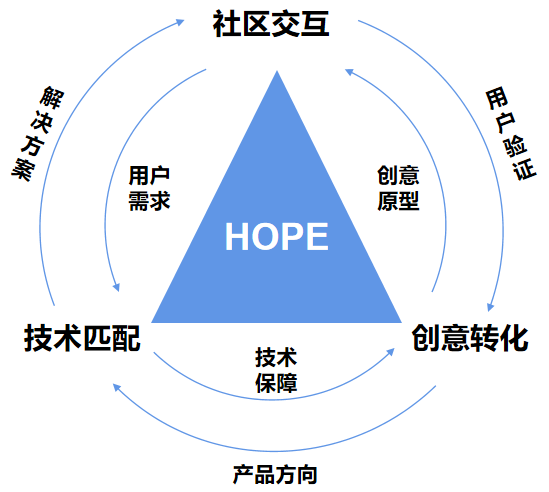 社区交互
解决方案
用户验证
用户
需求
创意
原型
HOPE
技术匹配
创意转化
技术
保障
产品方向